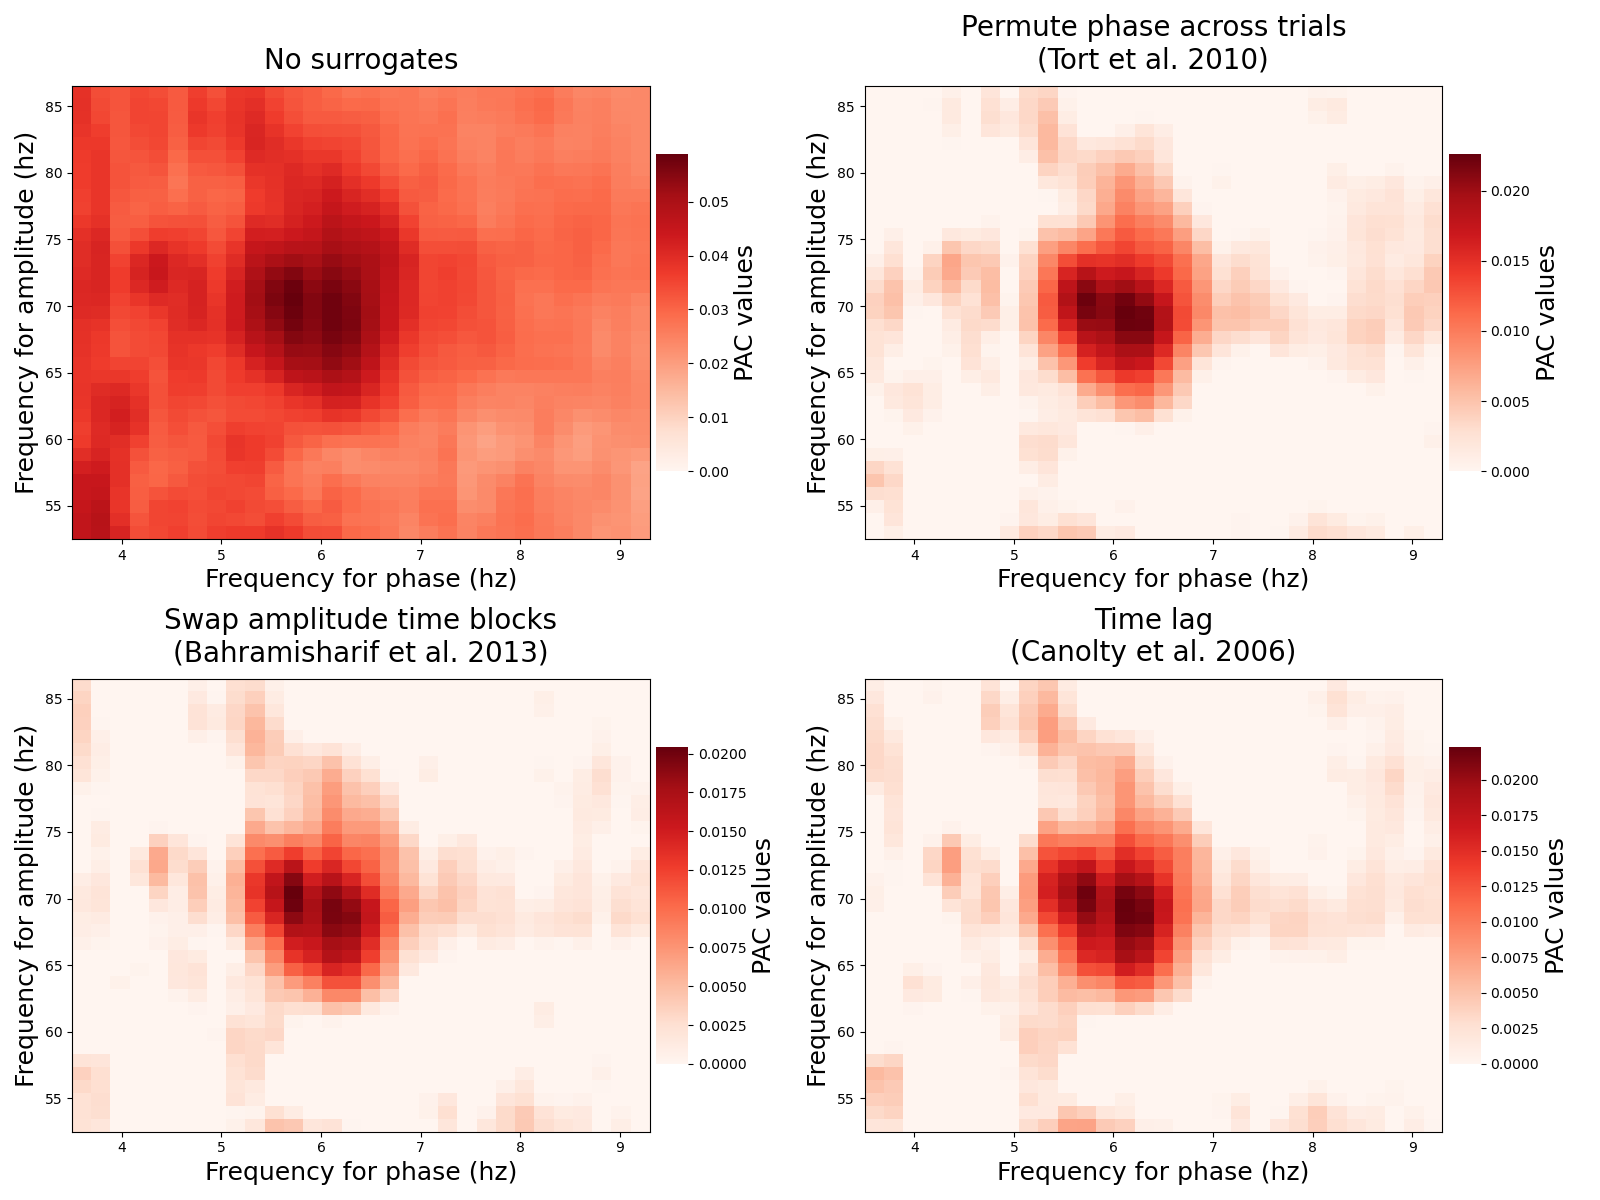 No surrogates
Frequency for amplitude (hz)
85
80
75
70
65
60
55
4 5 6 7 8 9
Frequency for phase (hz)
0.05
0.04
0.03
0.02
0.01
0.00
PAC values
Permute phase across trials
(Tort et al. 2010)
Frequency for amplitude (hz)
85
80
75
70
65
60
55
4 5 6 7 8 9
Frequency for phase (hz)
0.020
0.015
0.010
0.005
0.000
PAC values
Swap amplitude time blocks
(Bahramisharif et al. 2013)
Frequency for amplitude (hz)
85
80
75
70
65
60
55
4 5 6 7 8 9
Frequency for phase (hz)
0.0200
0.0175
0.0150
0.0125
0.0100
0.0075
0.0050
0.0025
0.0000
PAC values
Time lag
(Canolty et al. 2006)
Frequency for amplitude (hz)
85
80
75
70
65
60
55
4 5 6 7 8 9
Frequency for phase (hz)
0.0200
0.0175
0.0150
0.0125
0.0100
0.0075
0.0050
0.0025
0.0000
PAC values